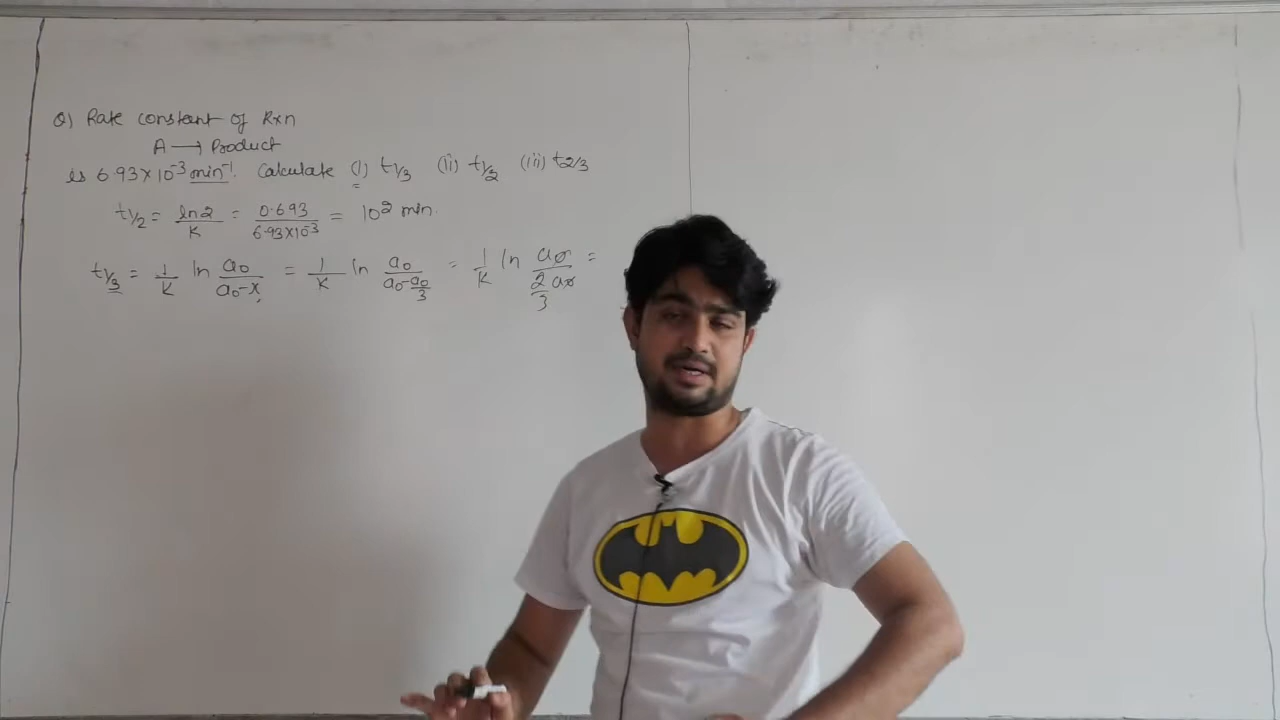 Q) Rate constant of Rxn
A → Product
is 6.93×10⁻³ min⁻¹. Calculate (i) t1/3 (ii) t1/2 (iii) t2/3
t1/2 = ln2/K = 0.693/6.93×10⁻³ = 10² min.
t1/3 = 1/K ln a0/a0-x = 1/K ln a0/a0-a0/3 = 1/K ln a0/2/3 a0 =